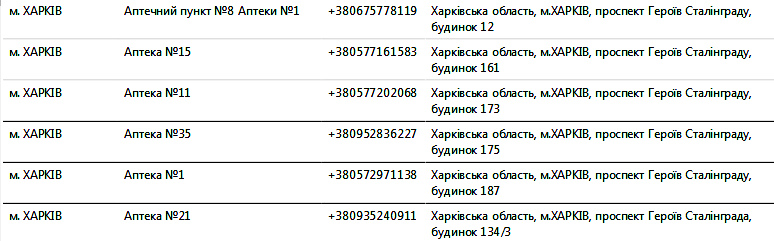 м. ХАРКІВ Аптечний пункт №8 Аптеки №1 +380675778119 Харківська область, м.ХАРКІВ, проспект Героїв Сталінграду,
будинок 12
м. ХАРКІВ Аптека №15 +380577161583 Харківська область, м.ХАРКІВ, проспект Героїв Сталінграду,
будинок 161
м. ХАРКІВ Аптека №11 +380577202068 Харківська область, м.ХАРКІВ, проспект Героїв Сталінграду,
будинок 173
м. ХАРКІВ Аптека №35 +380952836227 Харківська область, м.ХАРКІВ, проспект Героїв Сталінграду,
будинок 175
м. ХАРКІВ Аптека №1 +380572971138 Харківська область, м.ХАРКІВ, проспект Героїв Сталінграду,
будинок 187
м. ХАРКІВ Аптека №21 +380935240911 Харківська область, м.ХАРКІВ, проспект Героїв Сталінграда,
будинок 134/3